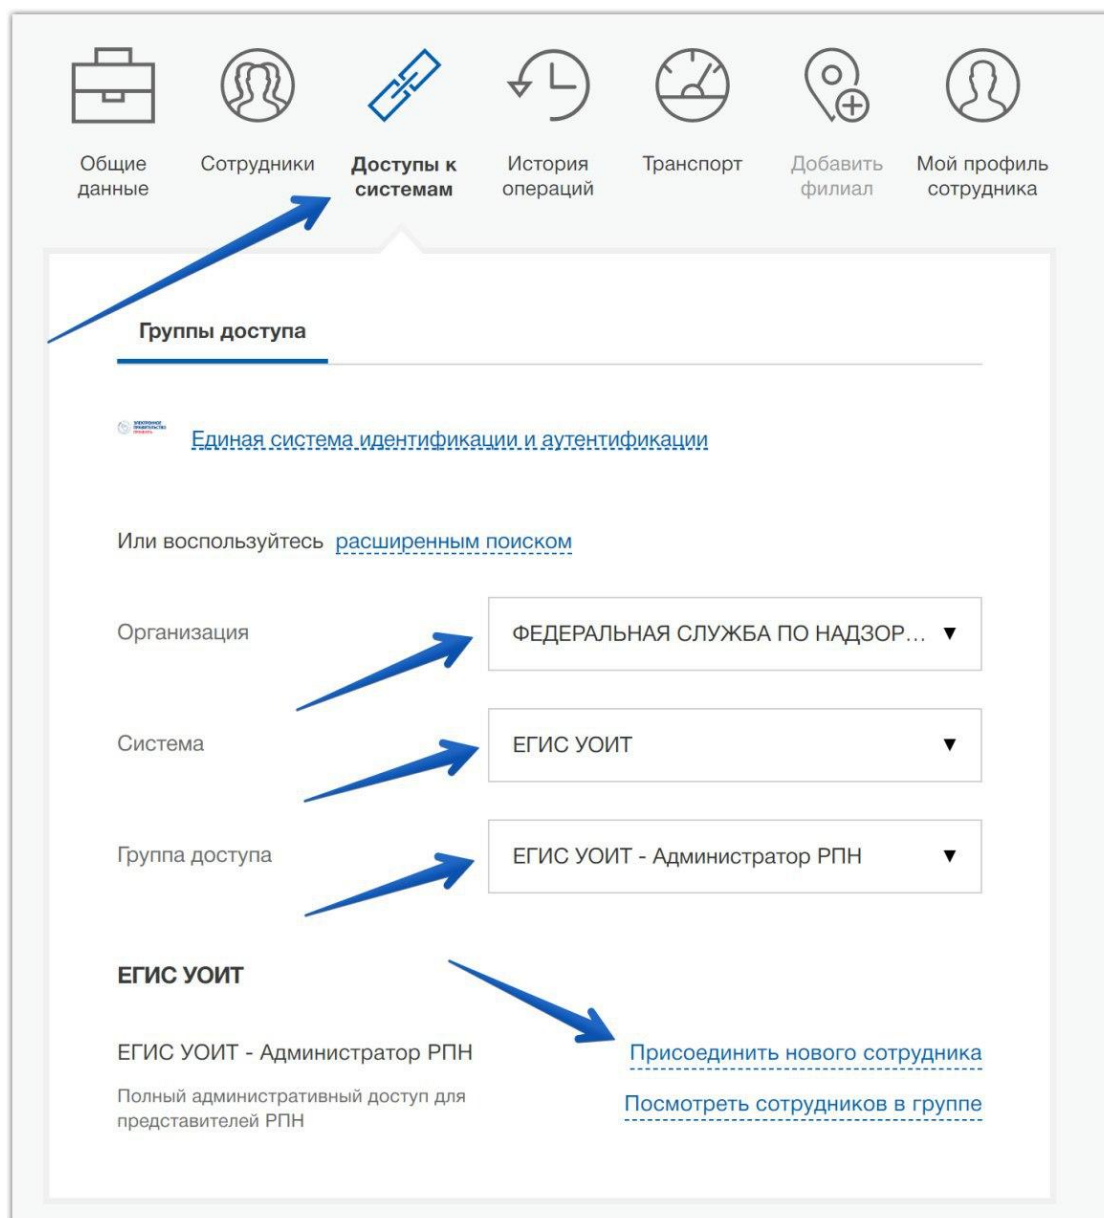 Общие данные
Сотрудники
Доступы к системам
История операций
Транспорт
Добавить филиал
Мой профиль сотрудника
Группы доступа
ЭЛЕКТРОННОЕ
ПРАВИТЕЛЬСТВО
Единая система идентификации и аутентификации
Или воспользуйтесь расширенным поиском
Организация
ФЕДЕРАЛЬНАЯ СЛУЖБА ПО НАДЗОР... ▼
Система
ЕГИС УОИТ ▼
Группа доступа
ЕГИС УОИТ - Администратор РПН ▼
ЕГИС УОИТ
ЕГИС УОИТ - Администратор РПН
Присоединить нового сотрудника
Полный административный доступ для
представителей РПН
Посмотреть сотрудников в группе